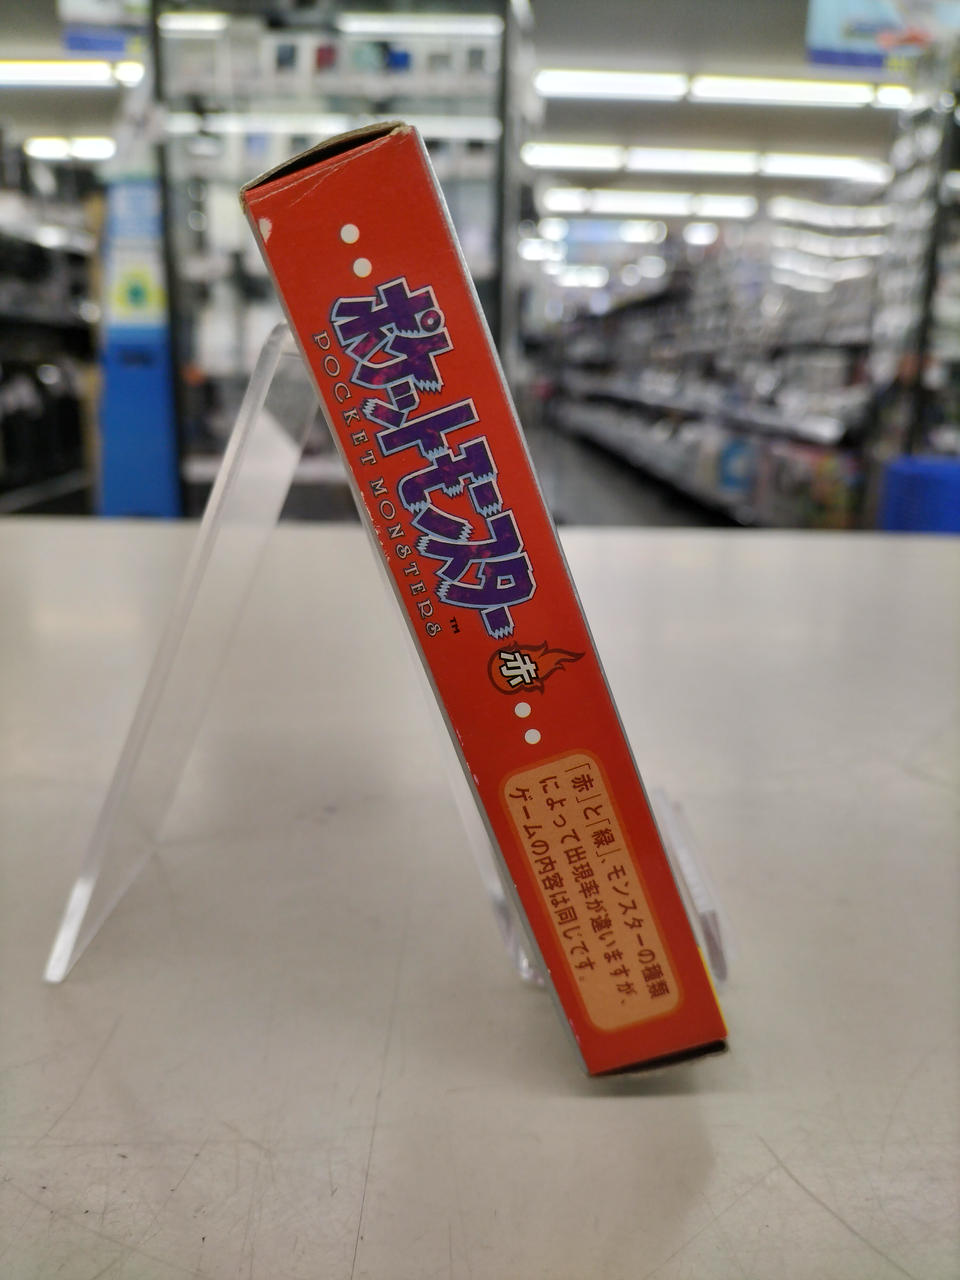 ポケットモンスター
POCKET MONSTERS
TM
赤
「赤」と「緑」、モンスターの種類
によって出現率が違いますが、
ゲームの内容は同じです。